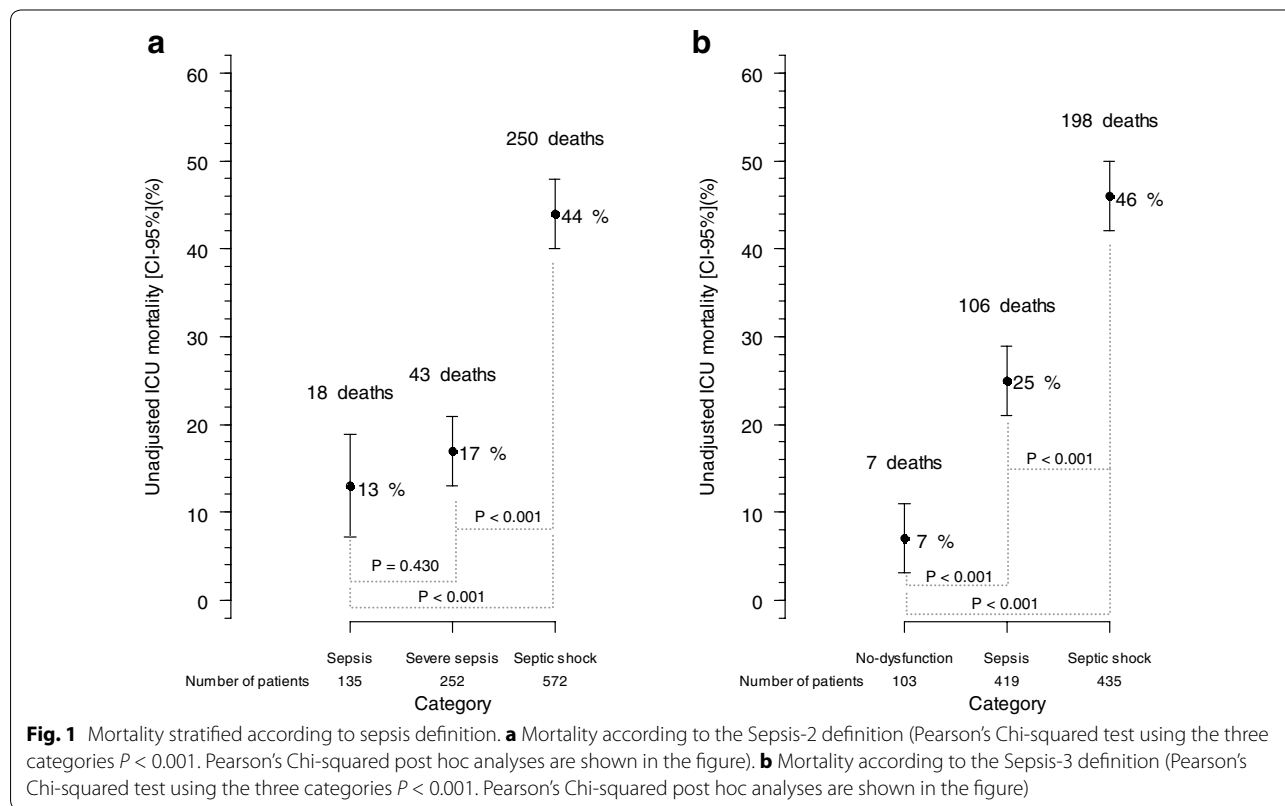 a
Unadjusted ICU mortality [CI-95%](%)
60
50
40
30
20
10
0
250 deaths
44 %
43 deaths
18 deaths
17 %
13 %
P < 0.001
P = 0.430
P < 0.001
Sepsis Severe sepsis Septic shock
Number of patients 135 252 572
Category
b
Unadjusted ICU mortality [CI-95%](%)
60
50
40
30
20
10
0
198 deaths
46 %
106 deaths
25 %
P < 0.001
7 deaths
7 %
P < 0.001
P < 0.001
No-dysfunction Sepsis Septic shock
Number of patients 103 419 435
Category
Fig. 1 Mortality stratified according to sepsis definition. a Mortality according to the Sepsis-2 definition (Pearson's Chi-squared test using the three
categories P < 0.001. Pearson's Chi-squared post hoc analyses are shown in the figure). b Mortality according to the Sepsis-3 definition (Pearson's
Chi-squared test using the three categories P < 0.001. Pearson's Chi-squared post hoc analyses are shown in the figure)